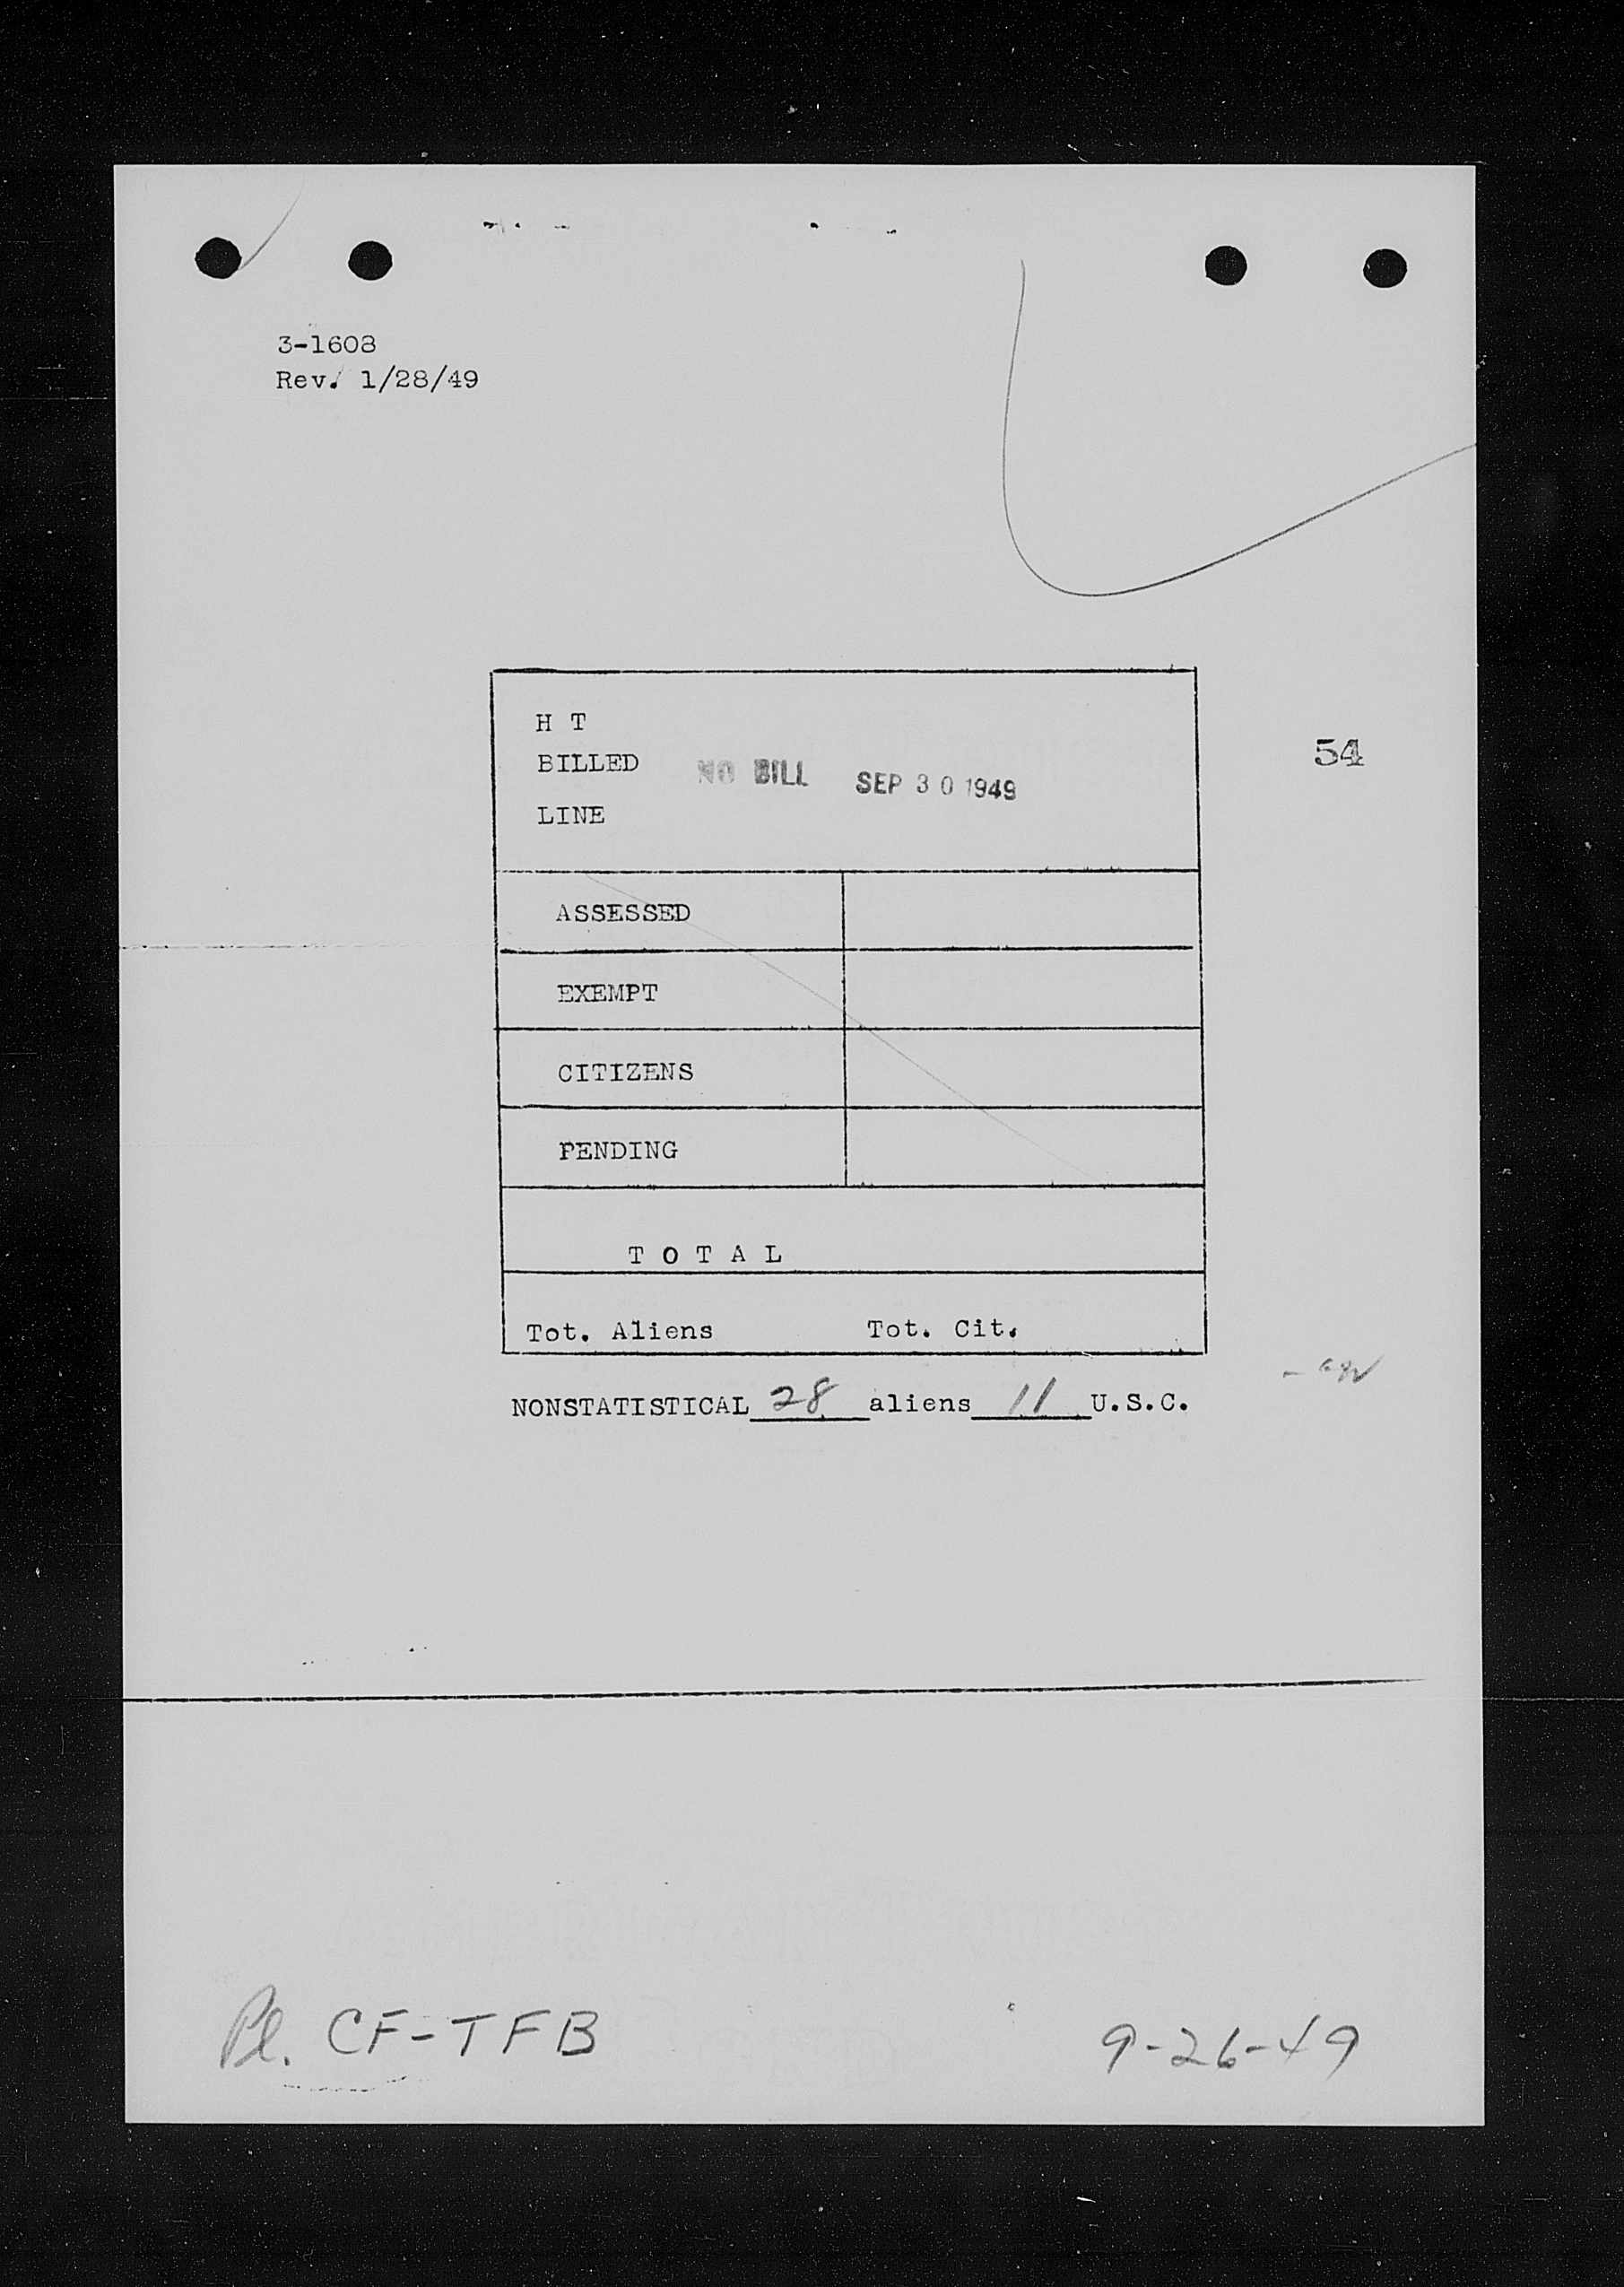 3-1608
Rev. 1/28/49
H T
BILLED NO BILL SEP 30 1949
54
LINE
ASSESSED
EXEMPT
CITIZENS
PENDING
T O T A L
Tot. Aliens Tot. Cit.
NONSTATISTICAL 28 aliens 11 U.S.C.
Pl. CF-TFB 9-26-49